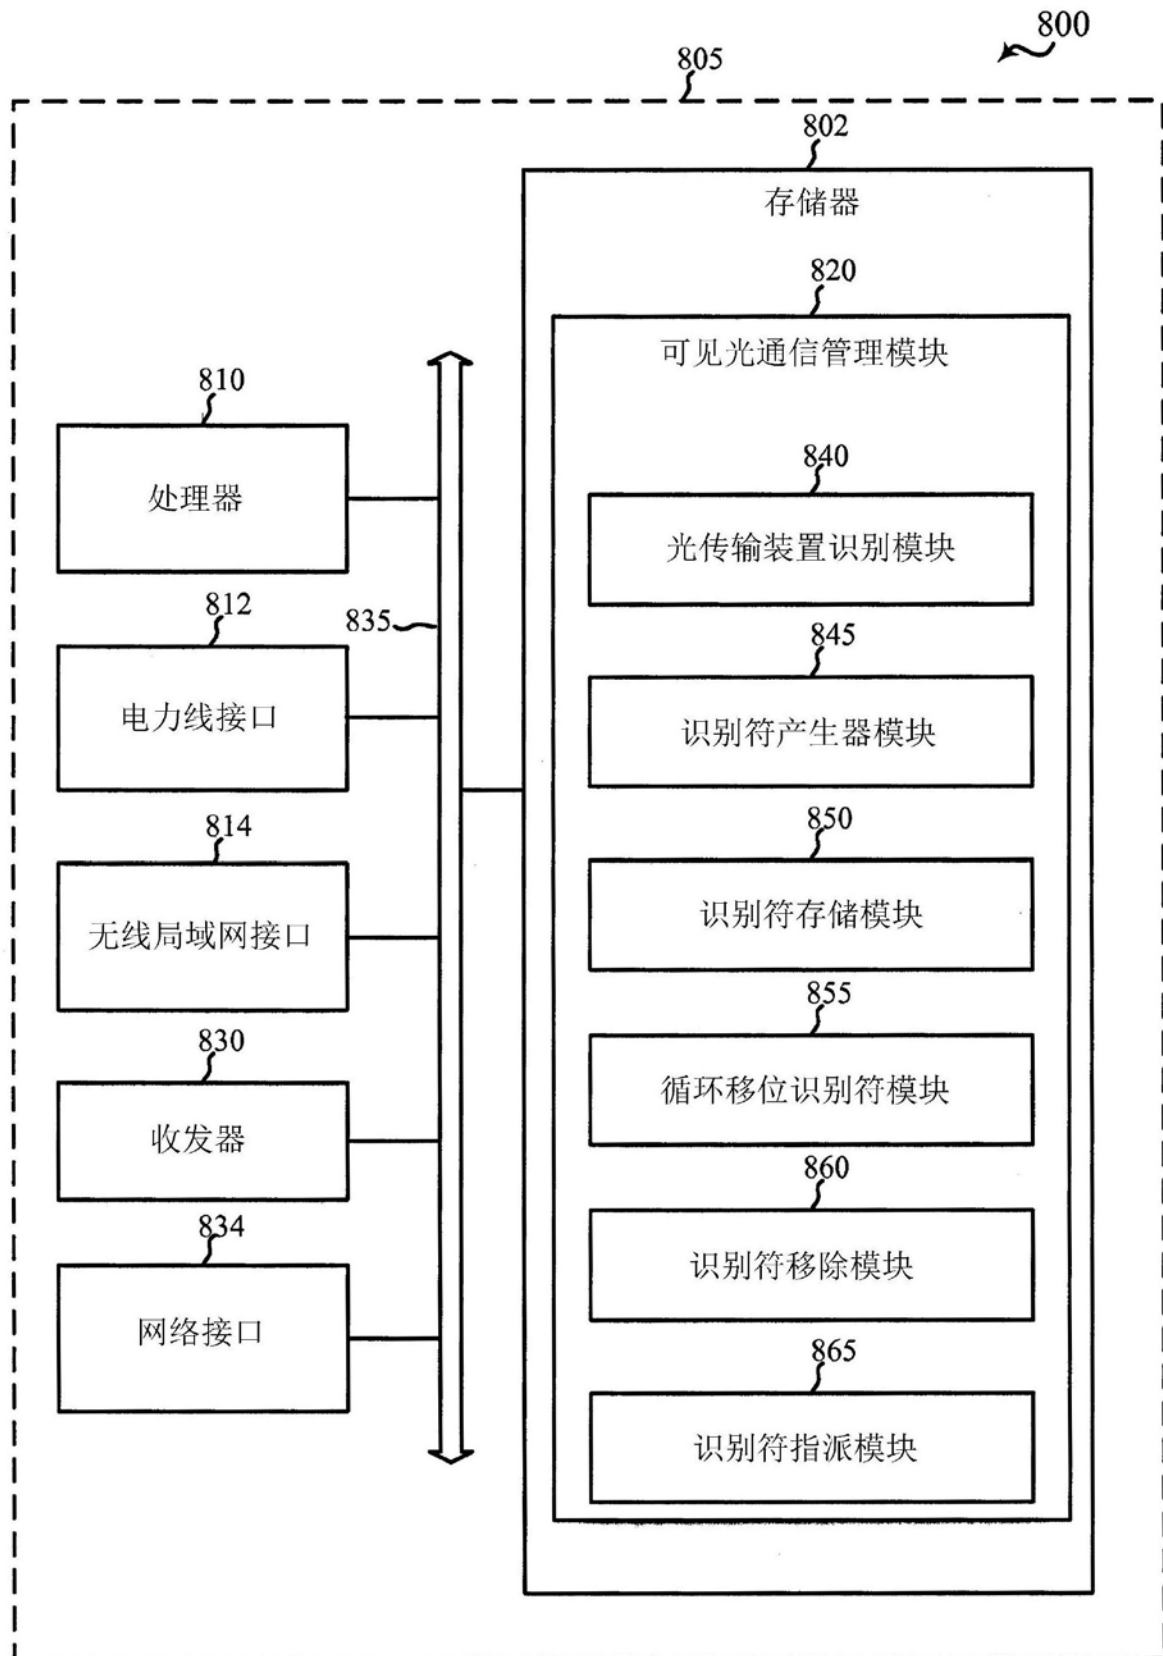 800
805
802
存储器
820
可见光通信管理模块
810
处理器
840
光传输装置识别模块
812
835
电力线接口
845
识别符产生器模块
814
无线局域网接口
850
识别符存储模块
830
收发器
855
循环移位识别符模块
834
网络接口
860
识别符移除模块
865
识别符指派模块